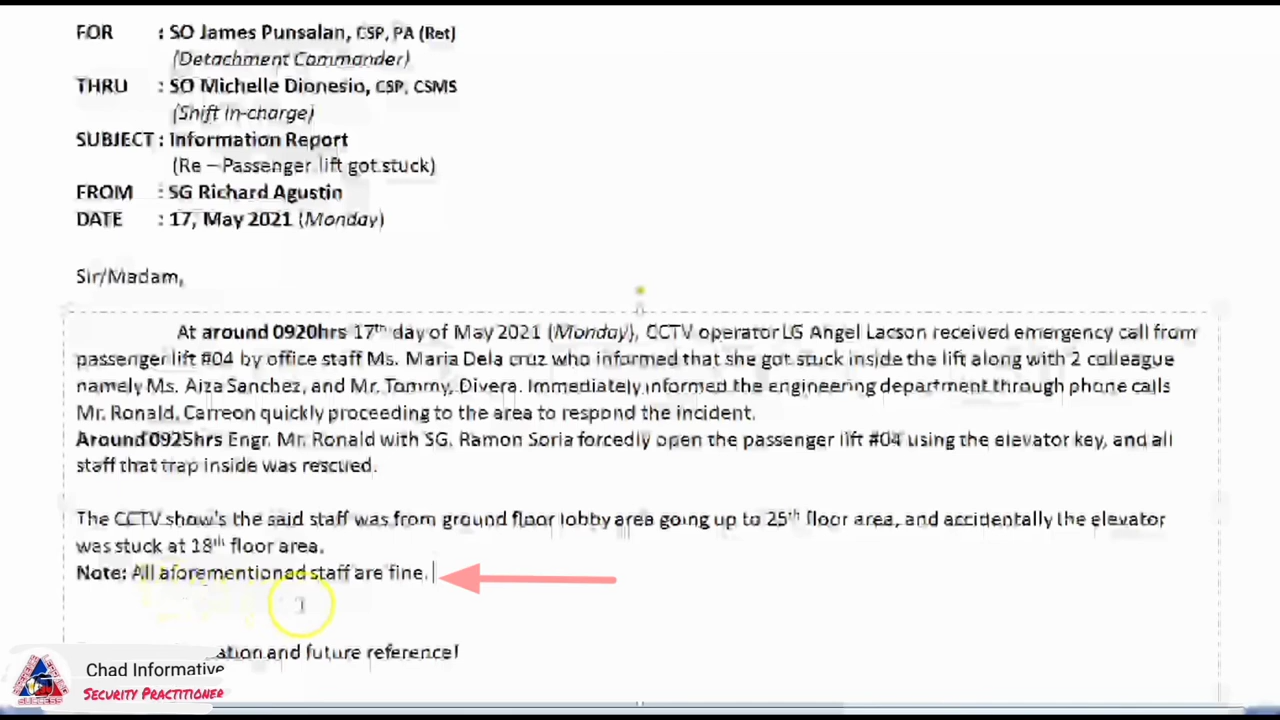 FOR : SO James Punsalan, CSP, PA (Ret)
(Detachment Commander)
THRU : SO Michelle Dionesio, CSP, CSMS
(Shift In-charge)
SUBJECT : Information Report
(Re – Passenger lift got stuck)
FROM : SG Richard Agustin
DATE : 17, May 2021 (Monday)
Sir/Madam,
At around 0920hrs 17th day of May 2021 (Monday), CCTV operator LG Angel Lacson received emergency call from
passenger lift #04 by office staff Ms. Maria Dela cruz who informed that she got stuck inside the lift along with 2 colleague
namely Ms. Aiza Sanchez, and Mr. Tommy, Divera. Immediately informed the engineering department through phone calls
Mr. Ronald, Carreon quickly proceeding to the area to respond the incident.
Around 0925hrs Engr. Mr. Ronald with SG. Ramon Soria forcedly open the passenger lift #04 using the elevator key, and all
staff that trap inside was rescued.
The CCTV show's the said staff was from ground floor lobby area going up to 25th floor area, and accidentally the elevator
was stuck at 18th floor area.
Note: All aforementioned staff are fine.
and future reference!
Chad Informative
SECURITY PRACTITIONER
SUCCESS